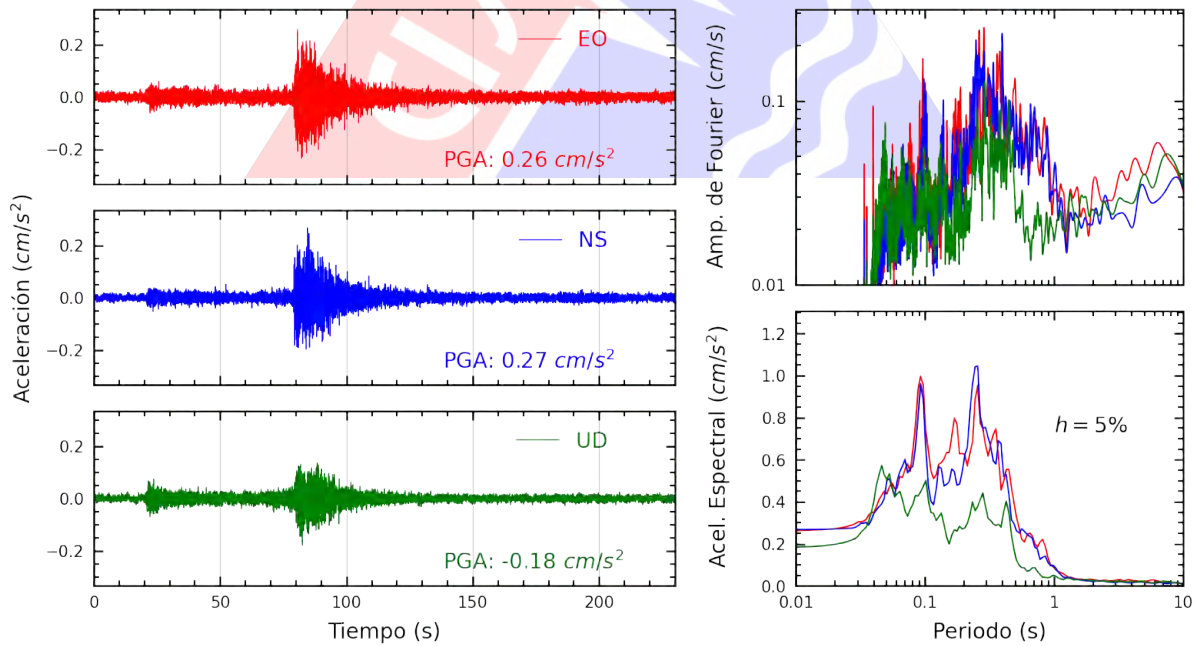 Aceleración (cm/s²)
0.2
0.0
−0.2
EO
PGA: 0.26 cm/s²
0.2
0.0
−0.2
NS
PGA: 0.27 cm/s²
0.2
0.0
−0.2
UD
PGA: -0.18 cm/s²
0 50 100 150 200
Tiempo (s)
Amp. de Fourier (cm/s)
0.1
0.01
Acel. Espectral (cm/s²)
1.2
1.0
0.8
0.6
0.4
0.2
0.0
h = 5%
0.01 0.1 1 10
Periodo (s)